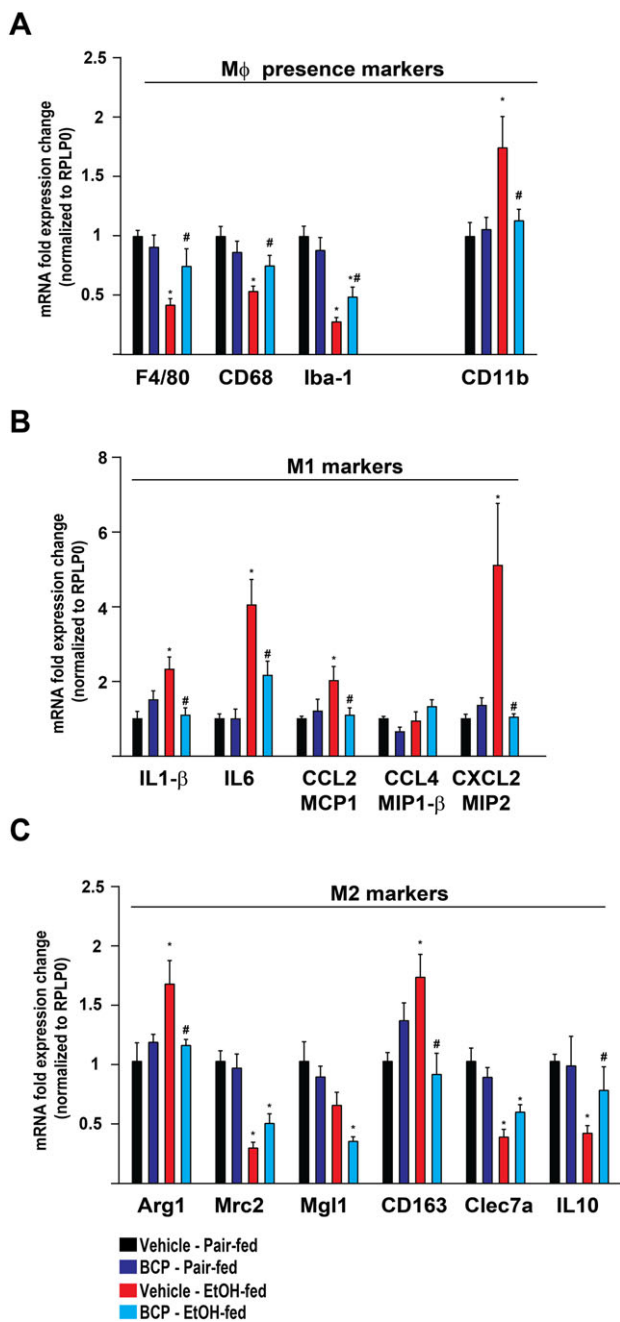 A
Mϕ presence markers
mRNA fold expression change
(normalized to RPLP0)
2.5
2
1.5
1
0.5
*
#
*
#
*
*#
*
#
F4/80 CD68 Iba-1 CD11b
B
M1 markers
mRNA fold expression change
(normalized to RPLP0)
8
6
4
2
*
#
*
#
*
#
*
#
IL1-β IL6 CCL2 CCL4 CXCL2
MCP1 MIP1-β MIP2
C
M2 markers
mRNA fold expression change
(normalized to RPLP0)
2.5
2
1.5
1
0.5
*
#
*
*
*
*
#
*
*
*
#
Arg1 Mrc2 Mgl1 CD163 Clec7a IL10
Vehicle - Pair-fed
BCP - Pair-fed
Vehicle - EtOH-fed
BCP - EtOH-fed